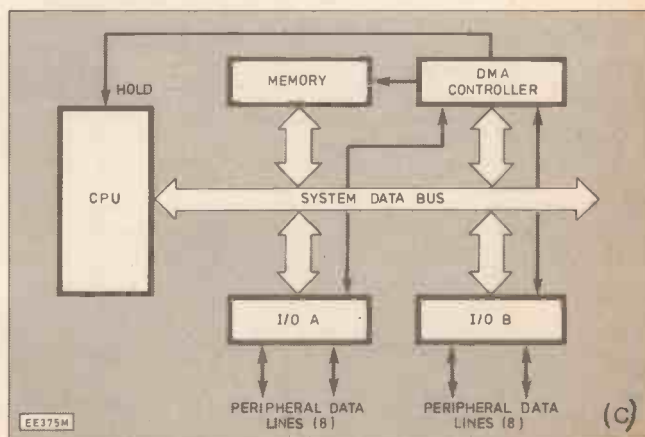 HOLD
MEMORY
DMA
CONTROLLER
CPU
SYSTEM DATA BUS
I/O A
I/O B
PERIPHERAL DATA
LINES (8)
PERIPHERAL DATA
LINES (8)
EE375M
(C)